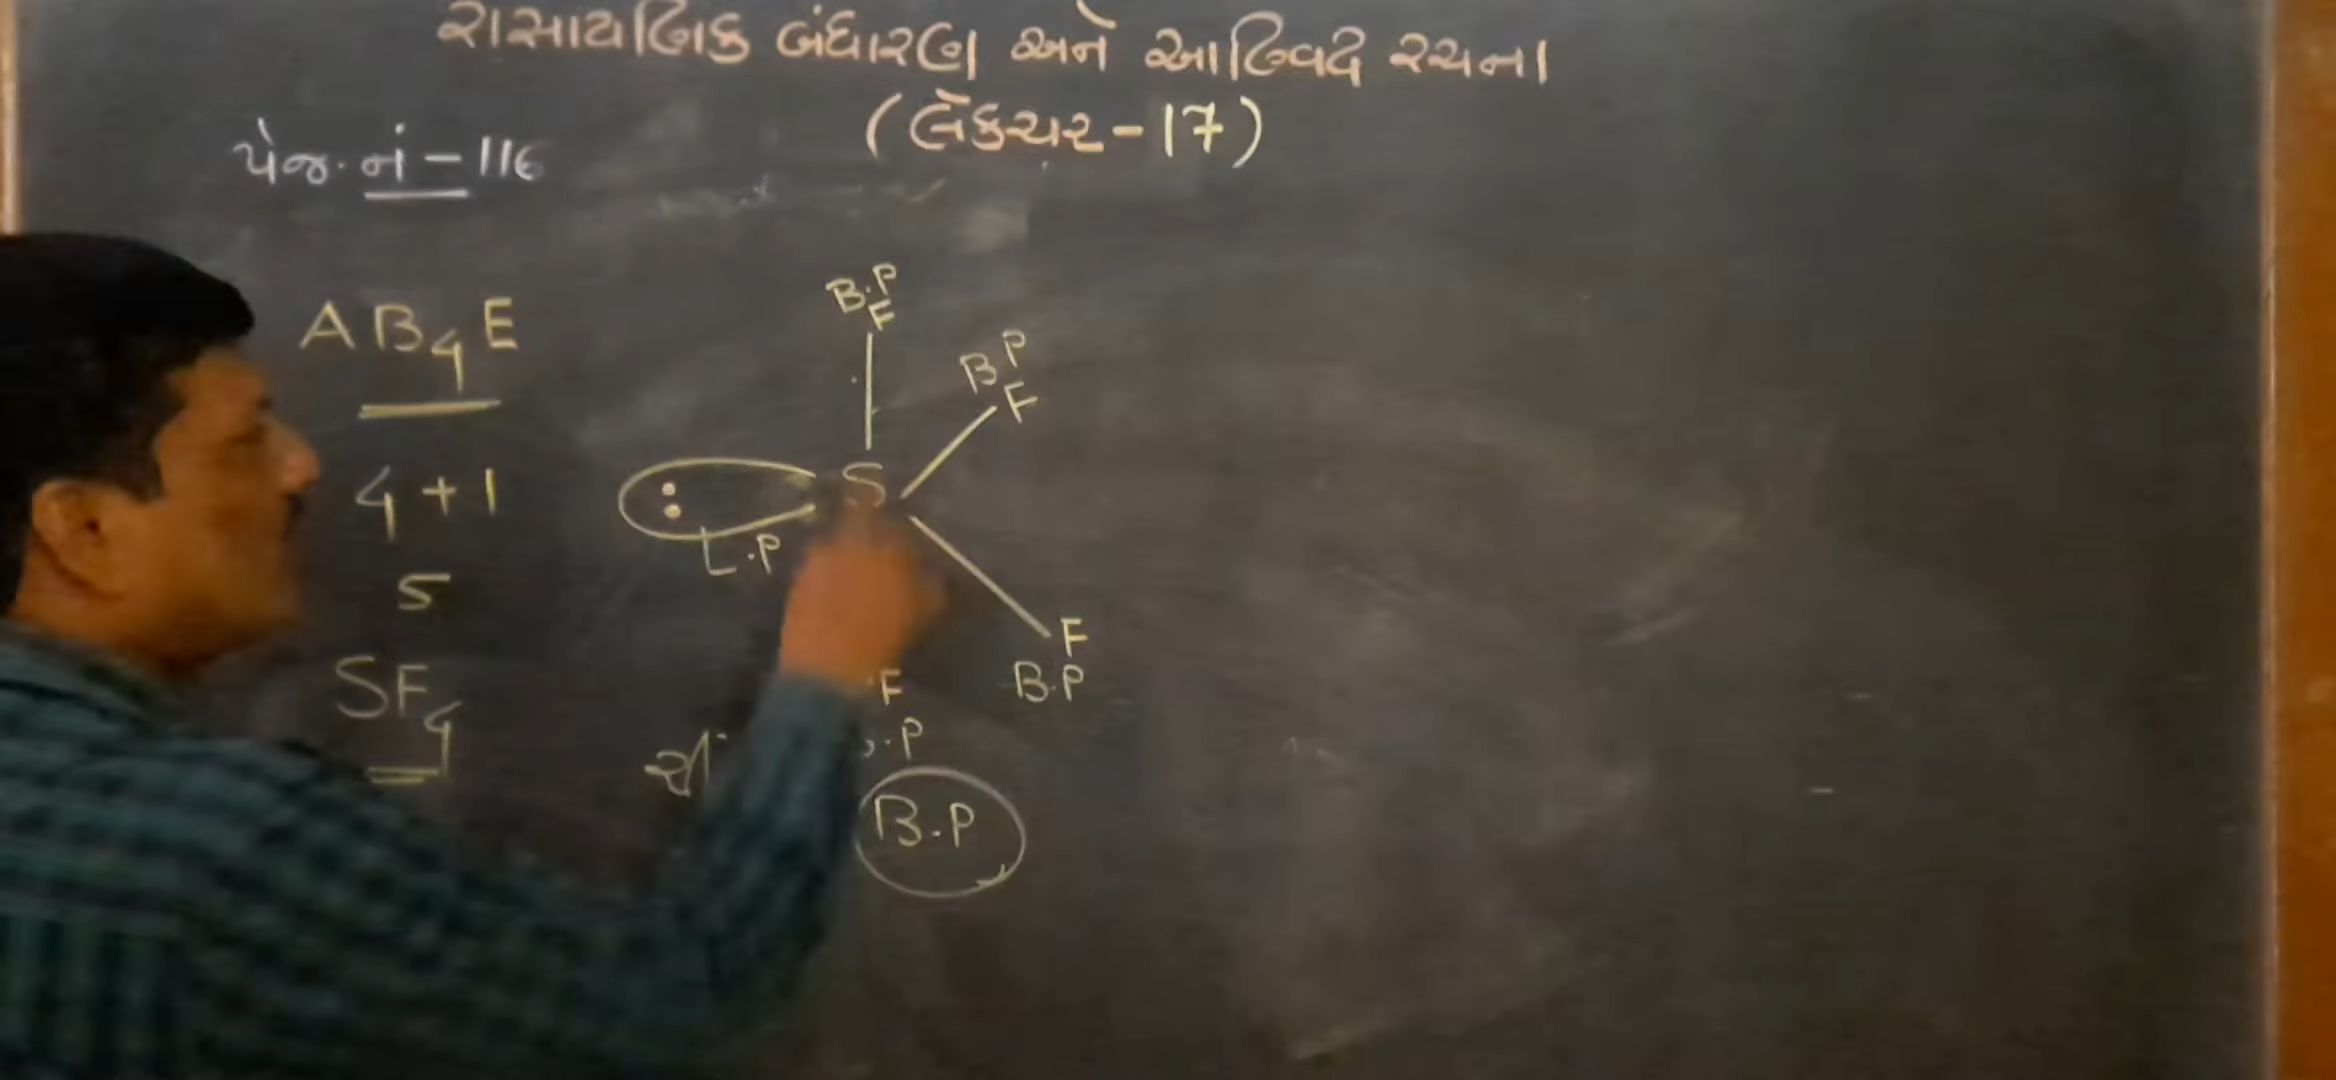 રાસાયણિક બંધારણ અને આણ્વિય રચના
(લેક્ચર-17)
પેજ. નં - 116
AB4E
4 + 1
5
SF4
B.P
F
B P
F
S
L.P
F
B.P
F
.P
B.P